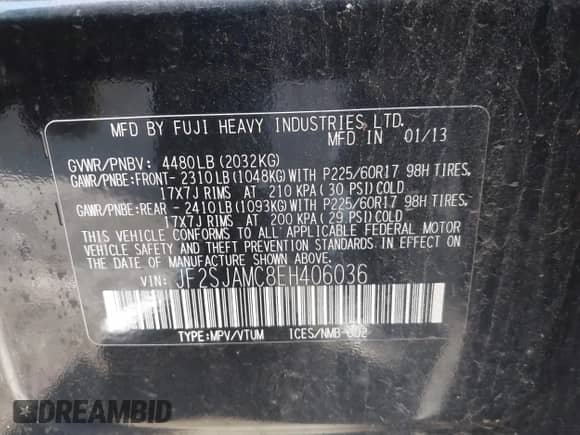 MFD BY FUJI HEAVY INDUSTRIES LTD.
MFD IN 01/13
GVWR/PNBV: 4480LB(2032KG)
GAWR/PNBE:FRONT- 2310LB(1048KG)WITH P225/60R17 98H TIRES,
17X7J RIMS AT 210 KPA(30 PSI)COLD
GAWR/PNBE:REAR - 2410LB(1093KG)WITH P225/60R17 98H TIRES,
17X7J RIMS AT 200 KPA(29 PSI)COLD
THIS VEHICLE CONFORMS TO ALL APPLICABLE FEDERAL MOTOR
VEHICLE SAFETY AND THEFT PREVENTION STANDARDS IN EFFECT ON
THE DATE OF MANUFACTURE SHOWN ABOVE.
VIN: JF2SJAMC8EH406036
TYPE:MPV/VTUM ICES/NMB-002
DREAMBID